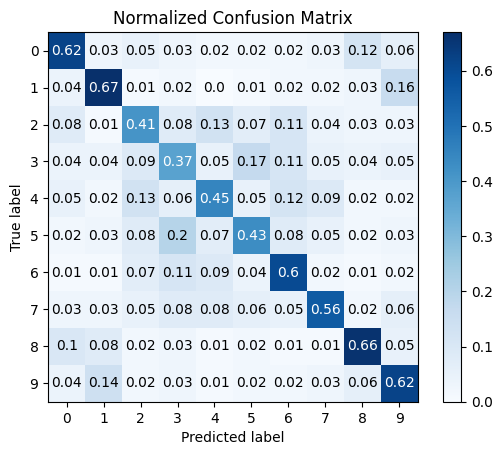 Normalized Confusion Matrix
True label
0 0.62 0.03 0.05 0.03 0.02 0.02 0.02 0.03 0.12 0.06
1 0.04 0.67 0.01 0.02 0.0 0.01 0.02 0.02 0.03 0.16
2 0.08 0.01 0.41 0.08 0.13 0.07 0.11 0.04 0.03 0.03
3 0.04 0.04 0.09 0.37 0.05 0.17 0.11 0.05 0.04 0.05
4 0.05 0.02 0.13 0.06 0.45 0.05 0.12 0.09 0.02 0.02
5 0.02 0.03 0.08 0.2 0.07 0.43 0.08 0.05 0.02 0.03
6 0.01 0.01 0.07 0.11 0.09 0.04 0.6 0.02 0.01 0.02
7 0.03 0.03 0.05 0.08 0.08 0.06 0.05 0.56 0.02 0.06
8 0.1 0.08 0.02 0.03 0.01 0.02 0.01 0.01 0.66 0.05
9 0.04 0.14 0.02 0.03 0.01 0.02 0.02 0.03 0.06 0.62
0 1 2 3 4 5 6 7 8 9
Predicted label
0.6
0.5
0.4
0.3
0.2
0.1
0.0